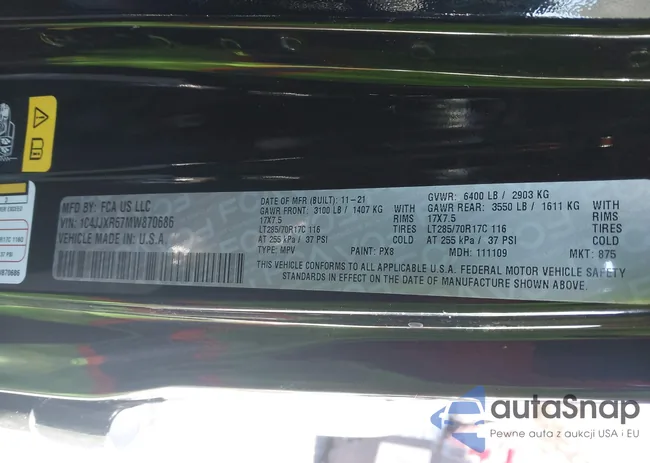 MFD BY: FCA US LLC
VIN: 1C4JJXR57MW870686
VEHICLE MADE IN: U.S.A.
DATE OF MFR (BUILT): 11-21
GAWR FRONT: 3100 LB / 1407 KG WITH
17X7.5 RIMS
LT285/70R17C 116 TIRES
AT 255 kPa / 37 PSI COLD
TYPE: MPV PAINT: PX8
GVWR: 6400 LB / 2903 KG
GAWR REAR: 3550 LB / 1611 KG WITH
17X7.5 RIMS
LT285/70R17C 116 TIRES
AT 255 kPa / 37 PSI COLD
MDH: 111109 MKT: 875
THIS VEHICLE CONFORMS TO ALL APPLICABLE U.S.A. FEDERAL MOTOR VEHICLE SAFETY
STANDARDS IN EFFECT ON THE DATE OF MANUFACTURE SHOWN ABOVE.
37 PSI
autaSnap
Pewne auta z aukcji USA i EU